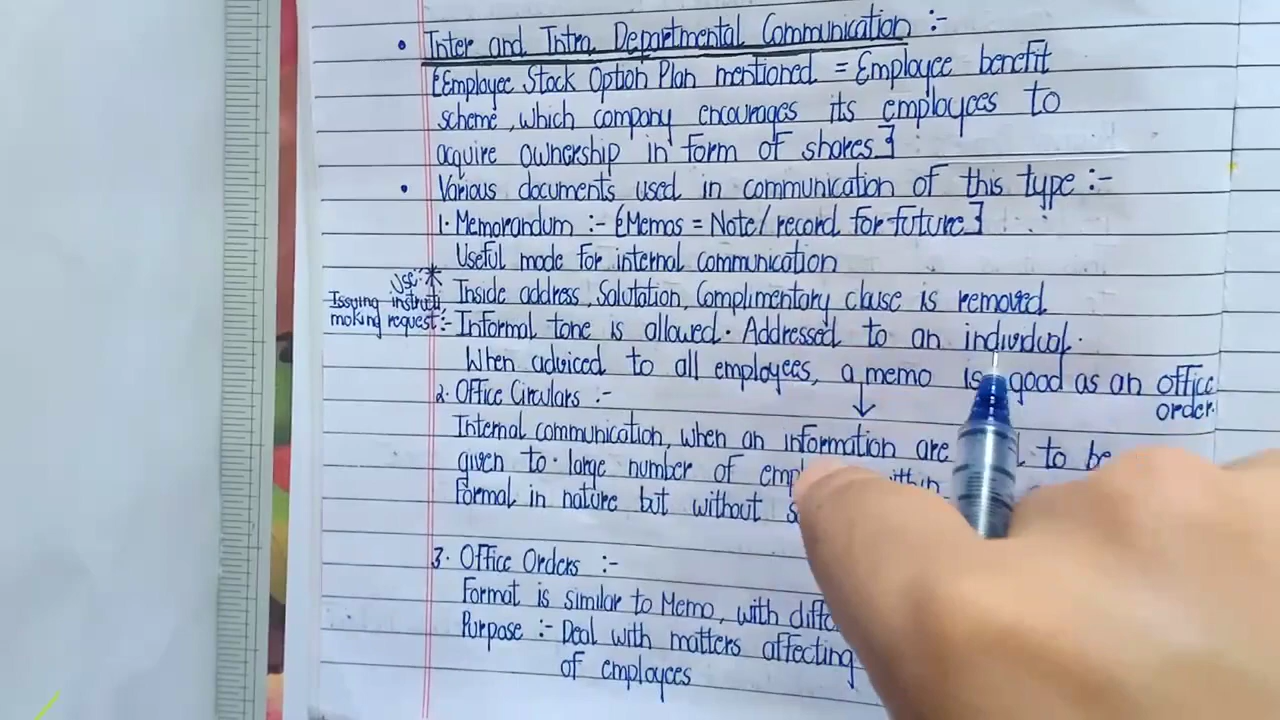 • Inter and Intra Departmental Communication :-
[Employee Stock Option Plan mentioned = Employee benefit
scheme, which company encourages its employees to
acquire ownership in form of shares]
• Various documents used in communication of this type :-
1. Memorandum :- [Memos = Note/record for future]
Useful mode for internal communication
Use:*
Issuing instructi
making request :-
Inside address, Salutation, Complimentary clause is removed
Informal tone is allowed. Addressed to an individual.
When adviced to all employees, a memo is good as an office
order.
2. Office Circulars :-
Internal communication, when an information are to be
given to large number of
Formal in nature but without
3. Office Orders :-
Format is similar to Memo, with
Purpose :- Deal with matters affecting
of employees